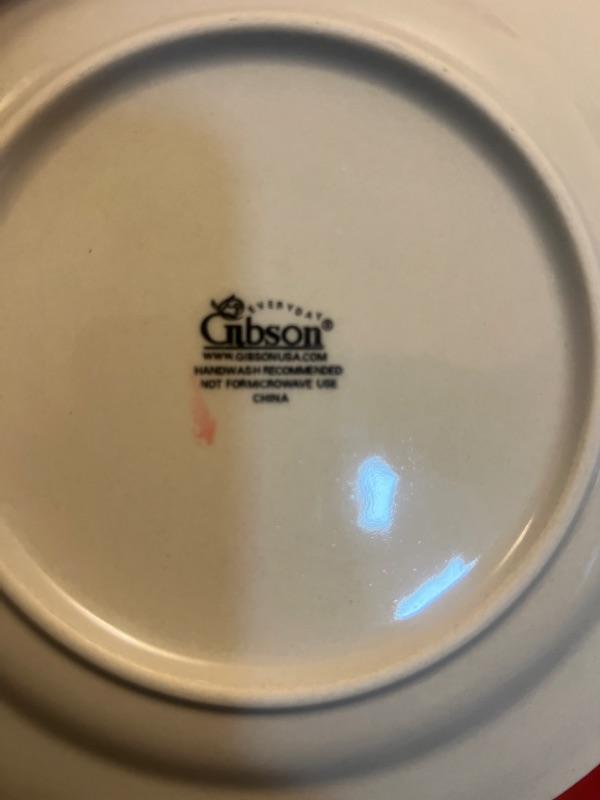 EVERYDAY
Gibson®
WWW.GIBSONUSA.COM
HANDWASH RECOMMENDED
NOT FOR MICROWAVE USE
CHINA